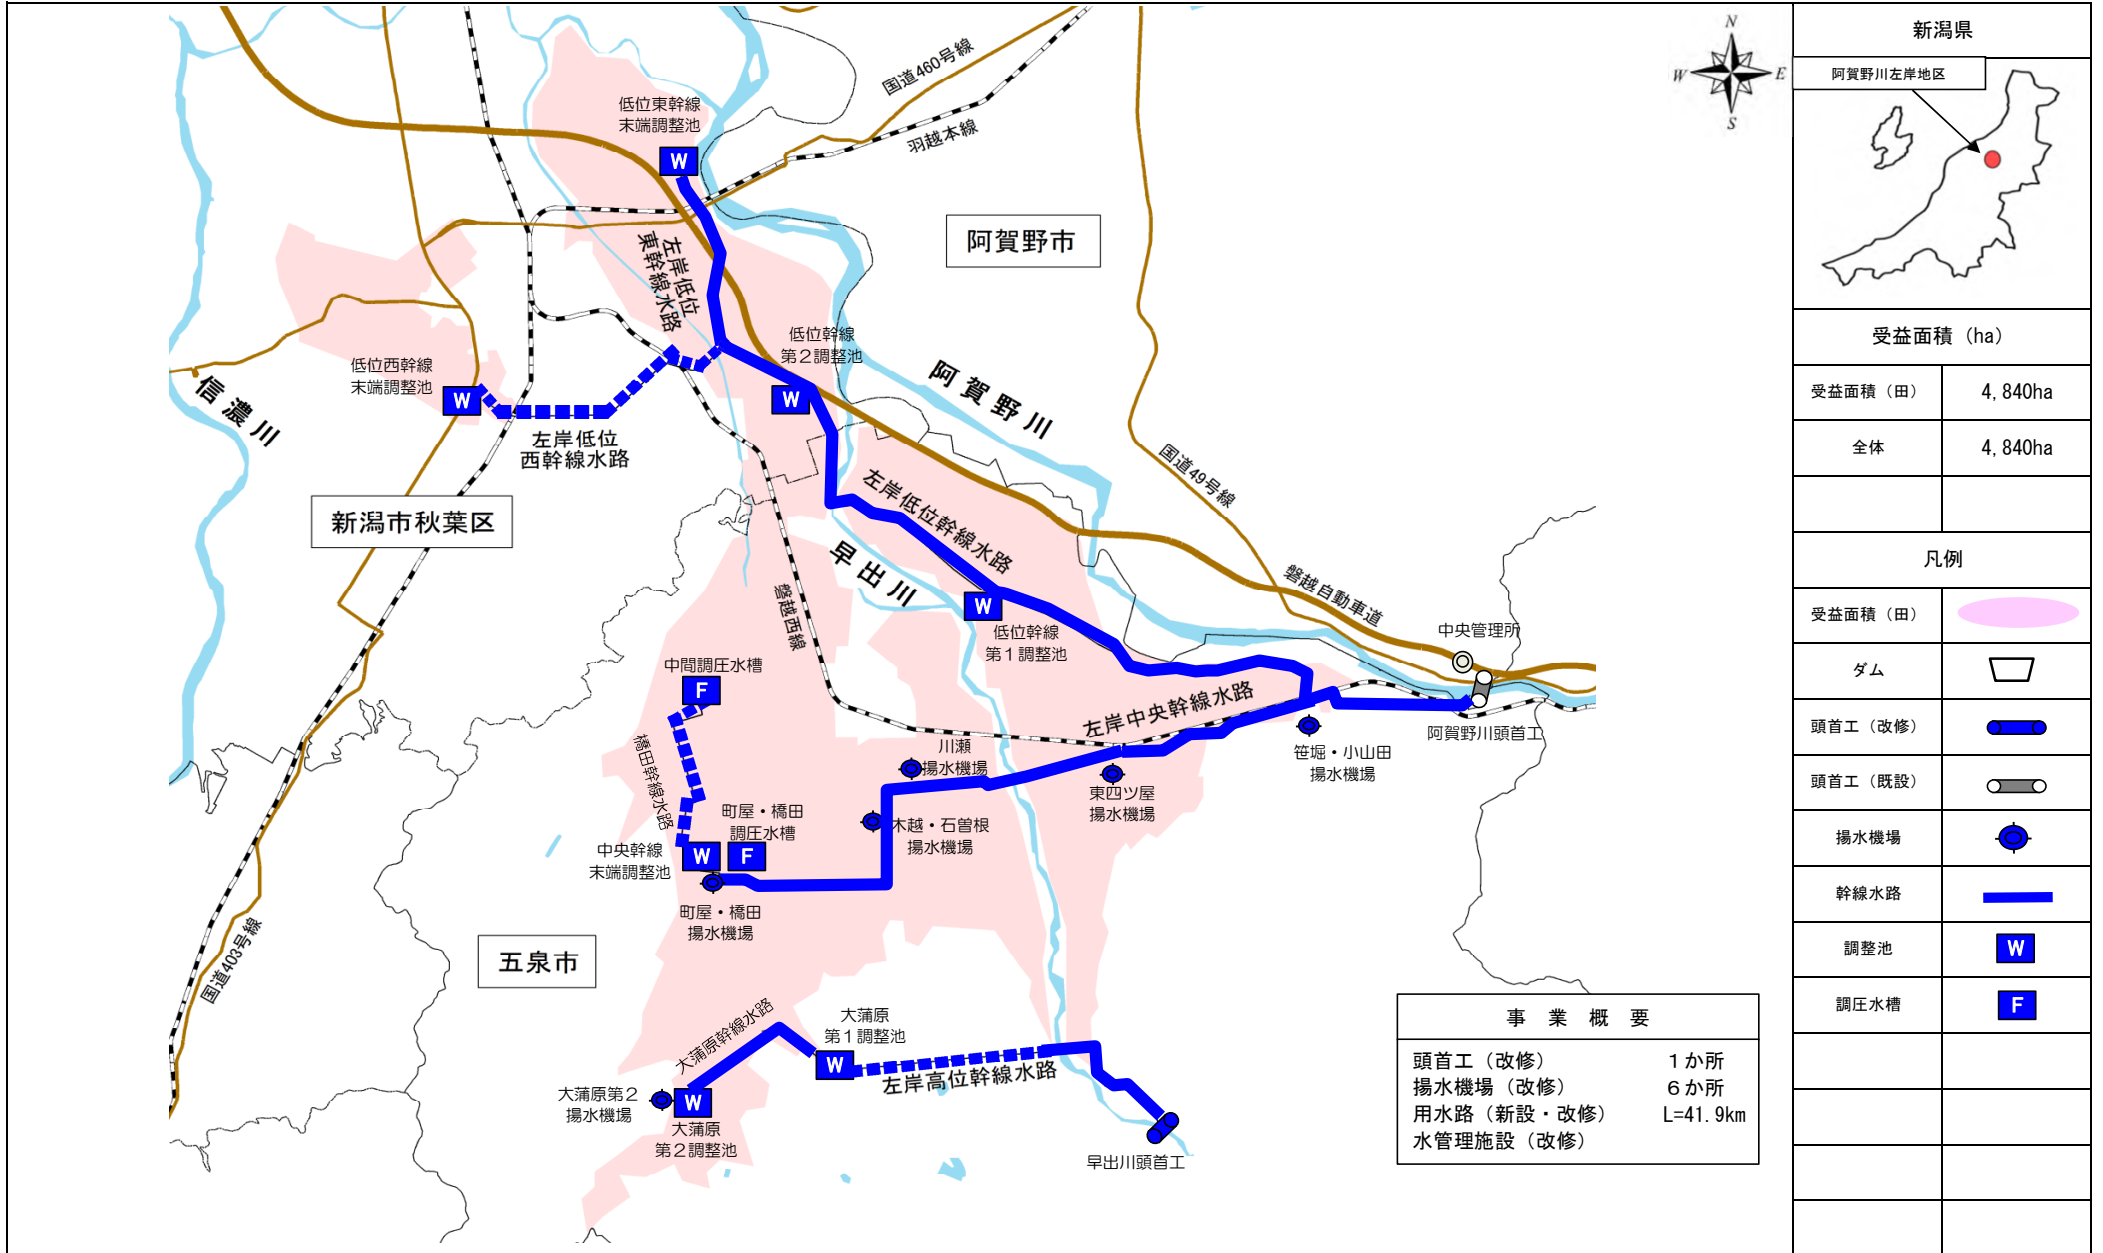 低位東幹線
末端調整池
W
国道460号線
羽越本線
N
W
E
S
阿賀野市
左岸低位
東幹線水路
低位幹線
第2調整池
W
低位西幹線
末端調整池
W
左岸低位
西幹線水路
信濃川
阿賀野川
国道49号線
新潟市秋葉区
左岸低位幹線水路
早出川
磐越西線
磐越自動車道
W
低位幹線
第1調整池
中央管理所
阿賀野川頭首工
中間調圧水槽
F
左岸中央幹線水路
笹堀・小山田
揚水機場
川瀬
揚水機場
東四ツ屋
揚水機場
橋田幹線水路
町屋・橋田
調圧水槽
木越・石曽根
揚水機場
中央幹線
末端調整池
W
F
町屋・橋田
揚水機場
国道403号線
五泉市
大蒲原幹線水路
大蒲原
第1調整池
W
左岸高位幹線水路
大蒲原第2
揚水機場
W
大蒲原
第2調整池
早出川頭首工
事業概要
頭首工（改修） 1か所
揚水機場（改修） 6か所
用水路（新設・改修） L=41.9km
水管理施設（改修）
新潟県
阿賀野川左岸地区
受益面積（ha）
受益面積（田） 4,840ha
全体 4,840ha
凡例
受益面積（田）
ダム
頭首工（改修）
頭首工（既設）
揚水機場
幹線水路
調整池 W
調圧水槽 F